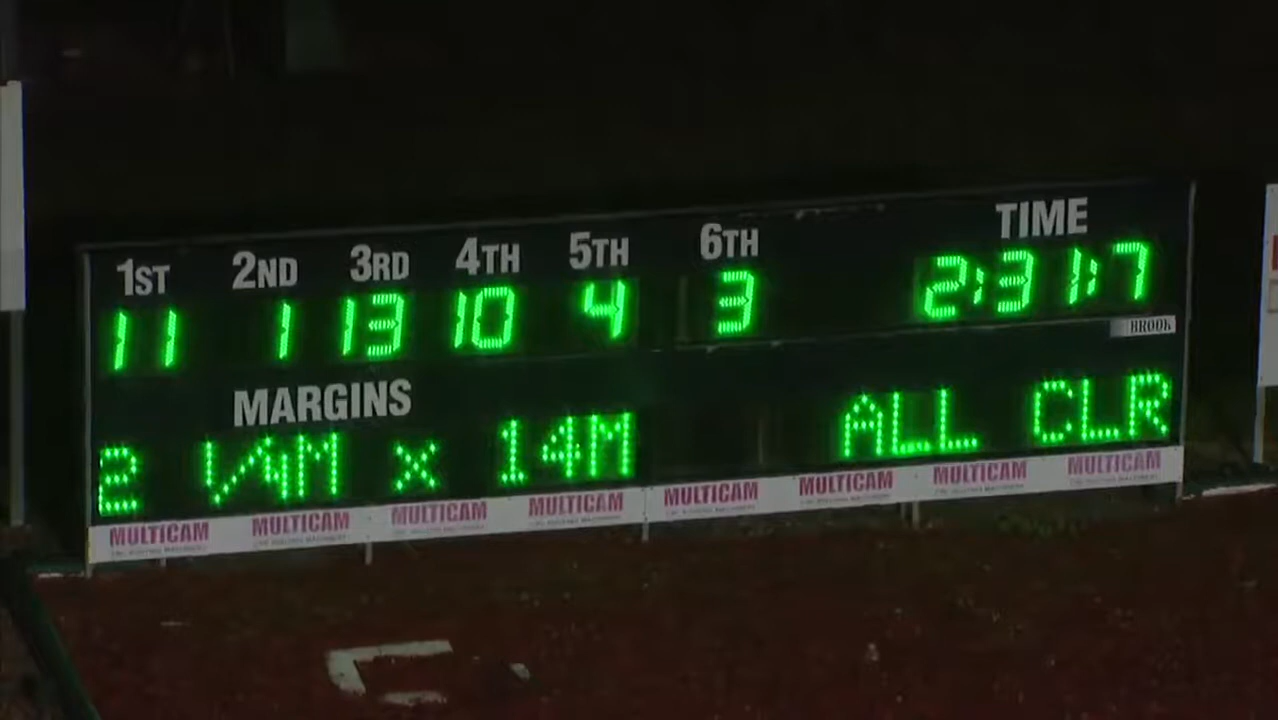 1ST 2ND 3RD 4TH 5TH 6TH TIME
11 1 13 10 4 3 2:31:7
BROOK
MARGINS
2 1/4M x 14M ALL CLR
MULTICAM MULTICAM MULTICAM MULTICAM MULTICAM MULTICAM MULTICAM MULTICAM